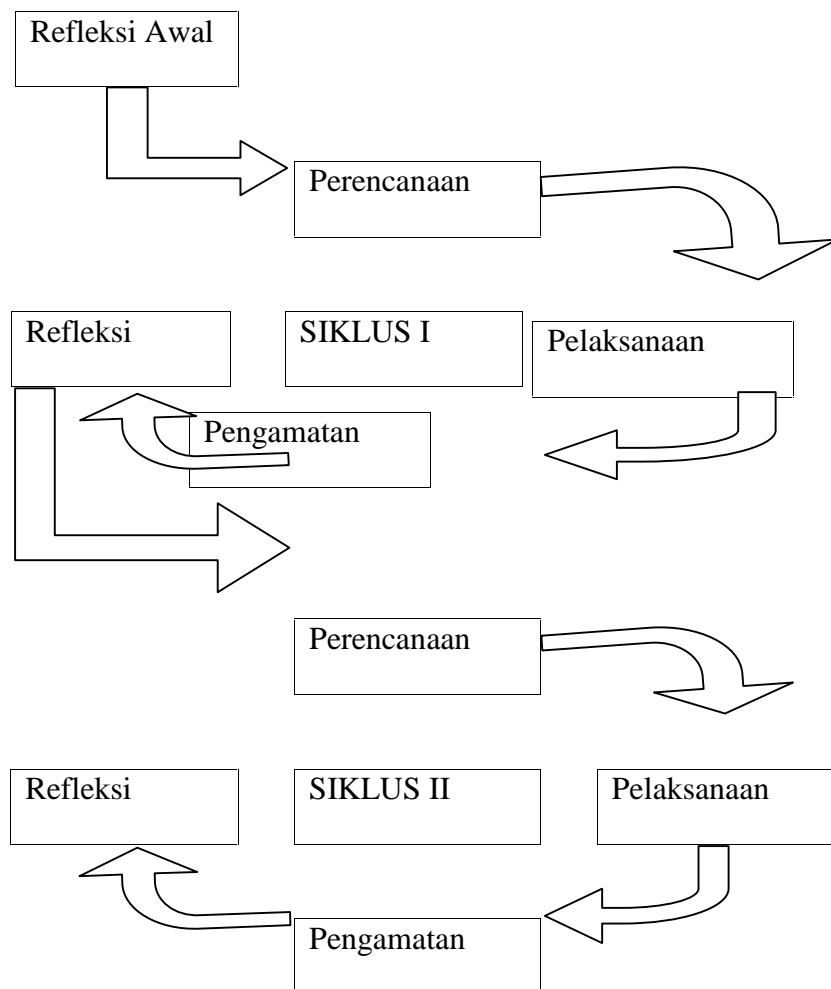 Refleksi Awal
Perencanaan
Refleksi
SIKLUS I
Pelaksanaan
Pengamatan
Perencanaan
Refleksi
SIKLUS II
Pelaksanaan
Pengamatan